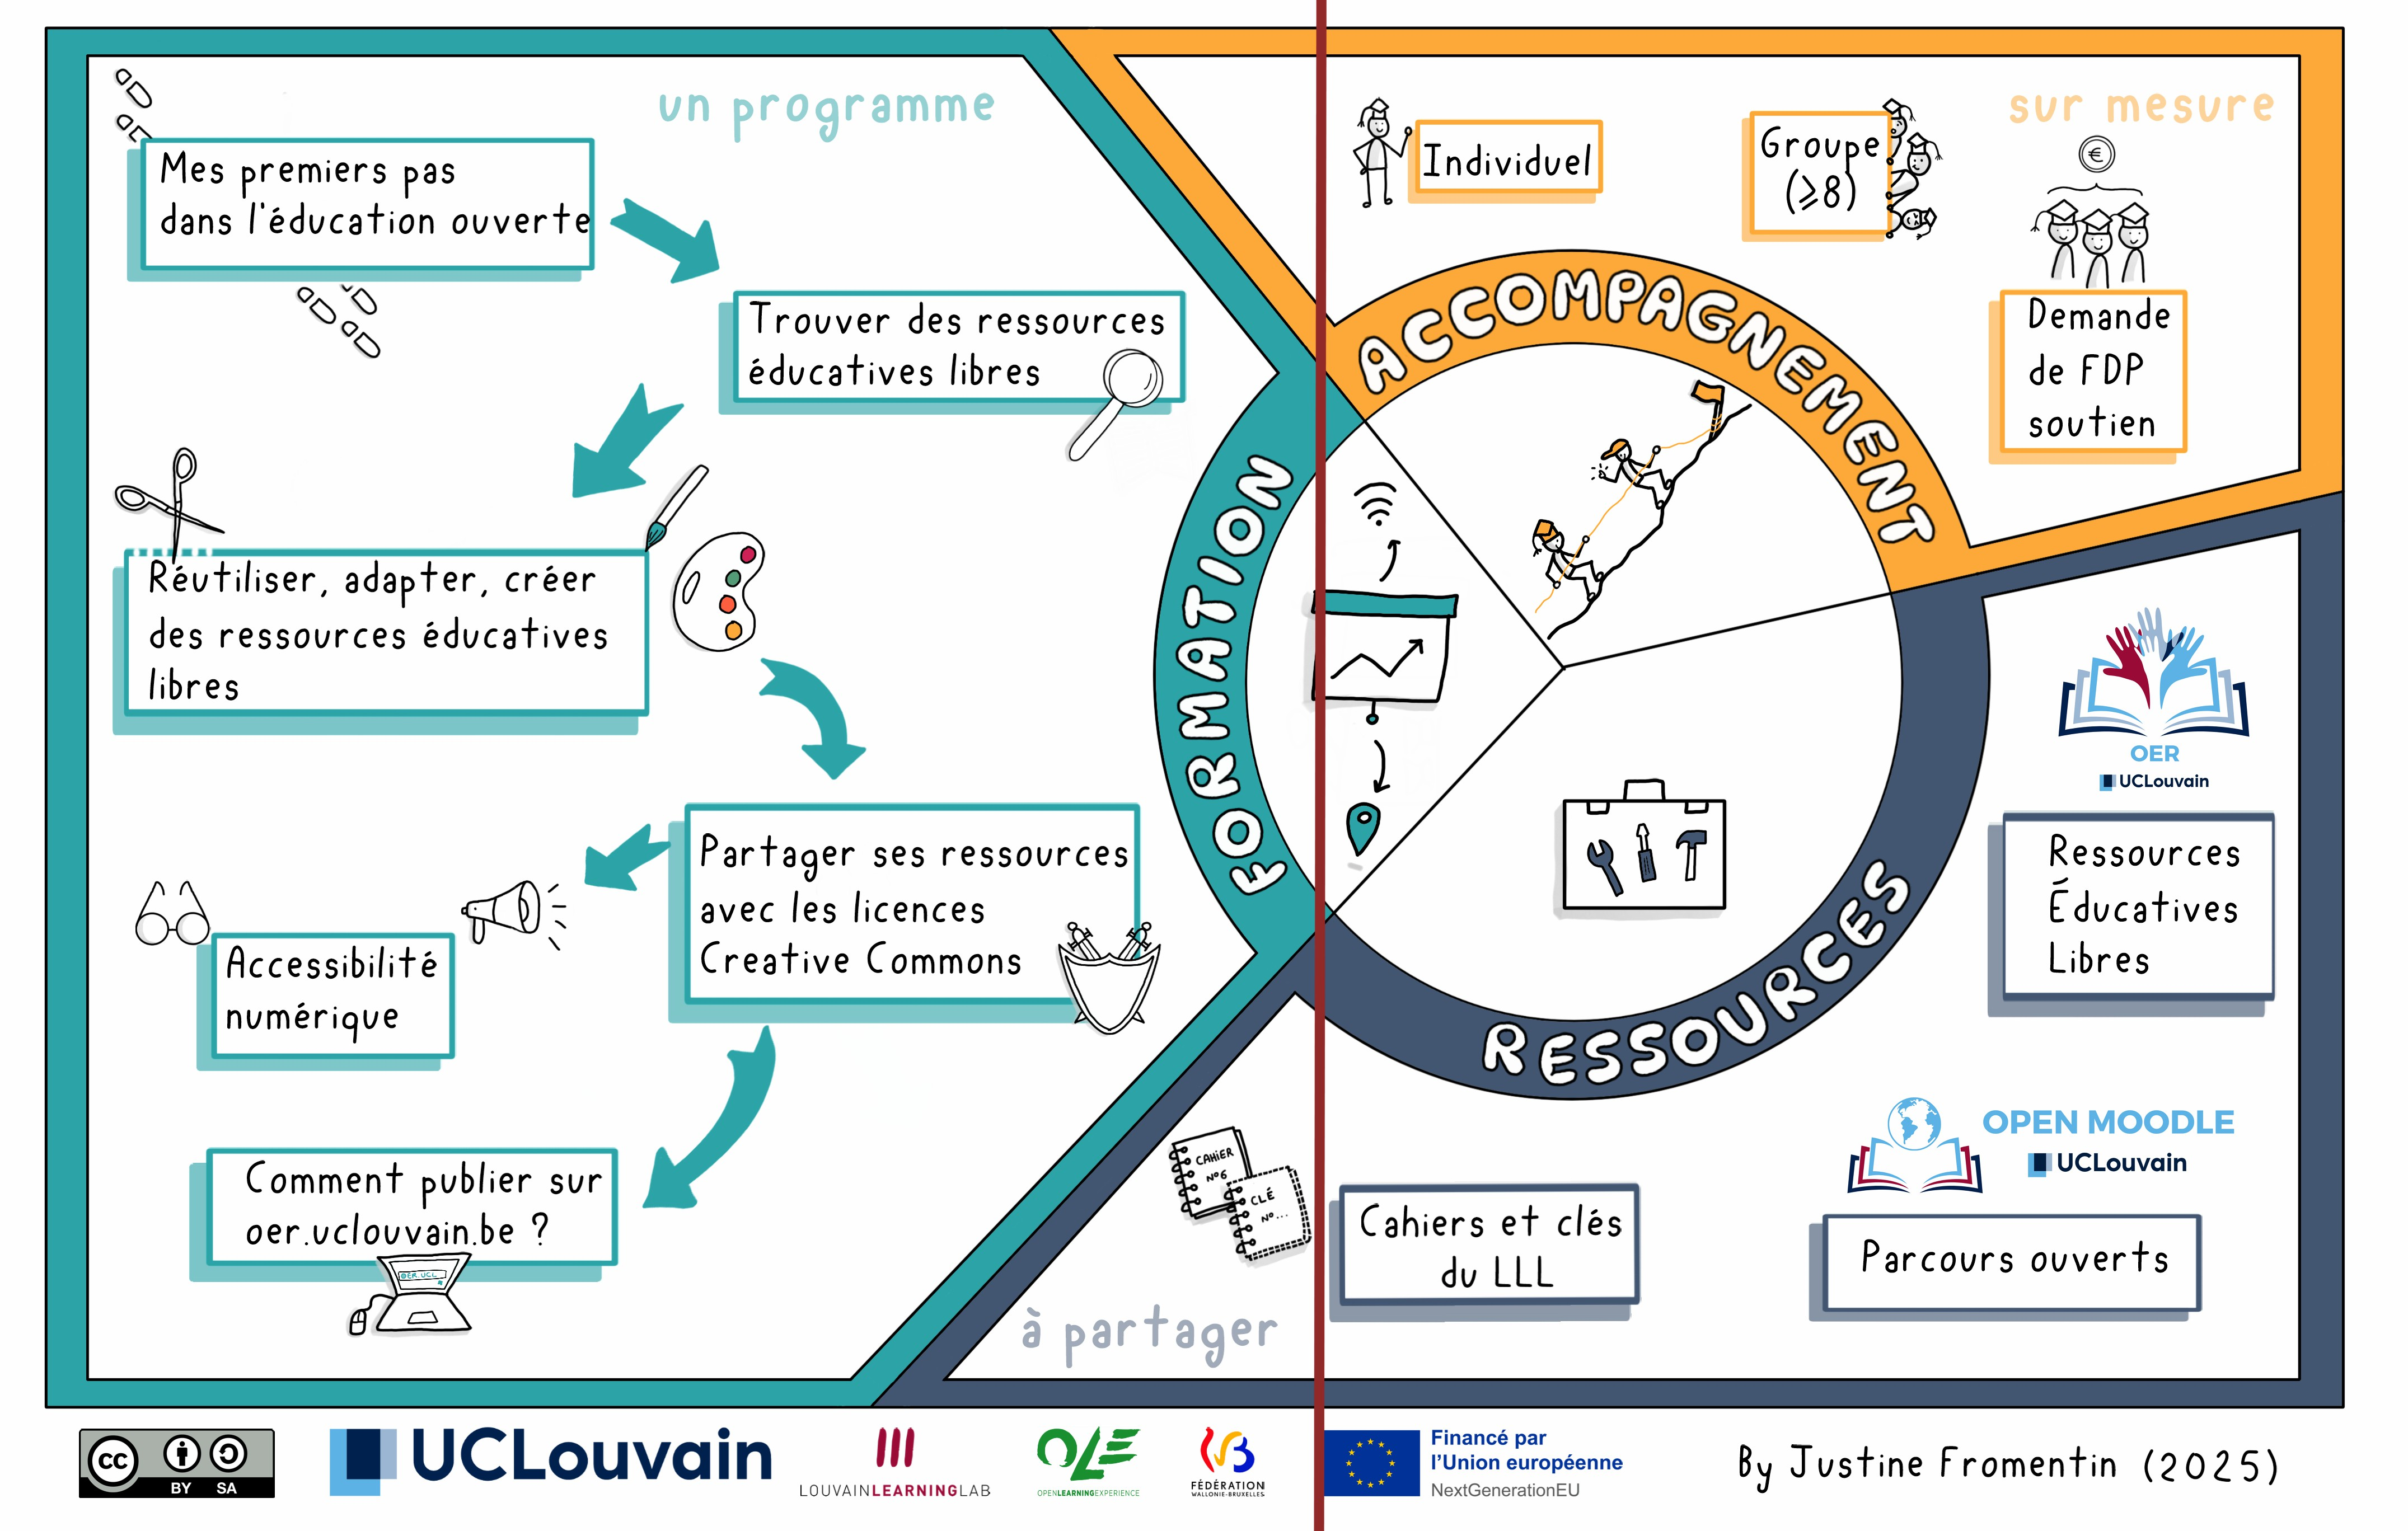 un programme
Mes premiers pas
dans l'éducation ouverte
Trouver des ressources
éducatives libres
Réutiliser, adapter, créer
des ressources éducatives
libres
Partager ses ressources
avec les licences
Creative Commons
Accessibilité
numérique
Comment publier sur
oer.uclouvain.be ?
OER.UCL
FORMATION
ACCOMPAGNEMENT
RESSOURCES
sur mesure
Individuel
Groupe
(≥8)
€
Demande
de FDP
soutien
OER
UCLouvain
Ressources
Éducatives
Libres
OPEN MOODLE
UCLouvain
Parcours ouverts
CAHIER
N°6
CLÉ
N°...
Cahiers et clés
du LLL
à partager
CC BY SA
UCLouvain
LOUVAINLEARNINGLAB
OLE
OPENLEARNINGEXPERIENCE
FÉDÉRATION
WALLONIE-BRUXELLES
Financé par
l'Union européenne
NextGenerationEU
By Justine Fromentin (2025)